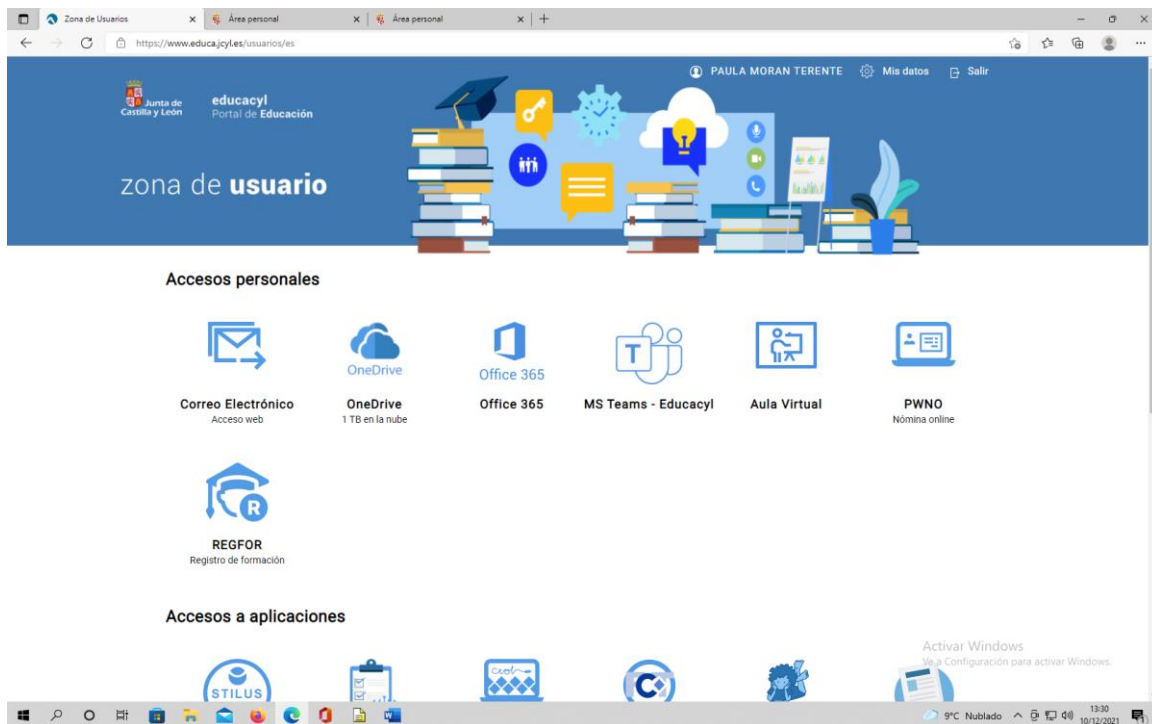 Zona de Usuarios
Área personal
Área personal
https://www.educa.jcyl.es/usuarios/es
PAULA MORAN TERENTE
Mis datos
Salir
Junta de
Castilla y León
educacyl
Portal de Educación
zona de usuario
Accesos personales
OneDrive
Office 365
Correo Electrónico
Acceso web
OneDrive
1 TB en la nube
Office 365
MS Teams - Educacyl
Aula Virtual
PWNO
Nómina online
R
REGFOR
Registro de formación
Accesos a aplicaciones
STILUS
Activar Windows
Ve a Configuración para activar Windows.
9°C Nublado
13:30
10/12/2021